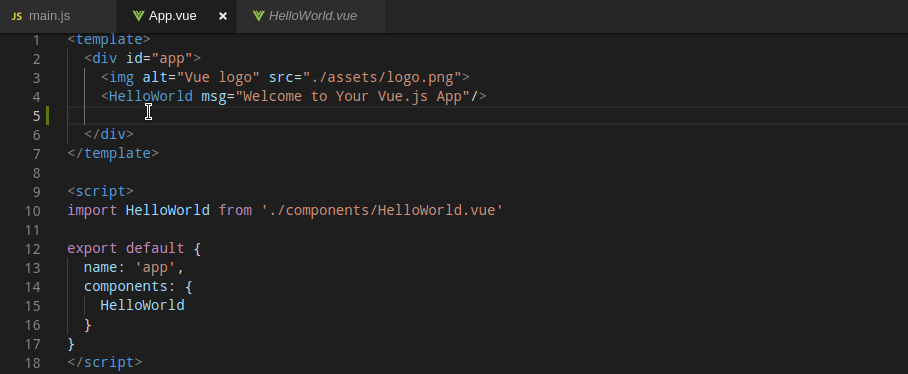 JS main.js App.vue × HelloWorld.vue
1 <template>
2 <div id="app">
3 <img alt="Vue logo" src="./assets/logo.png">
4 <HelloWorld msg="Welcome to Your Vue.js App"/>
5
6 </div>
7 </template>
8
9 <script>
10 import HelloWorld from './components/HelloWorld.vue'
11
12 export default {
13 name: 'app',
14 components: {
15 HelloWorld
16 }
17 }
18 </script>